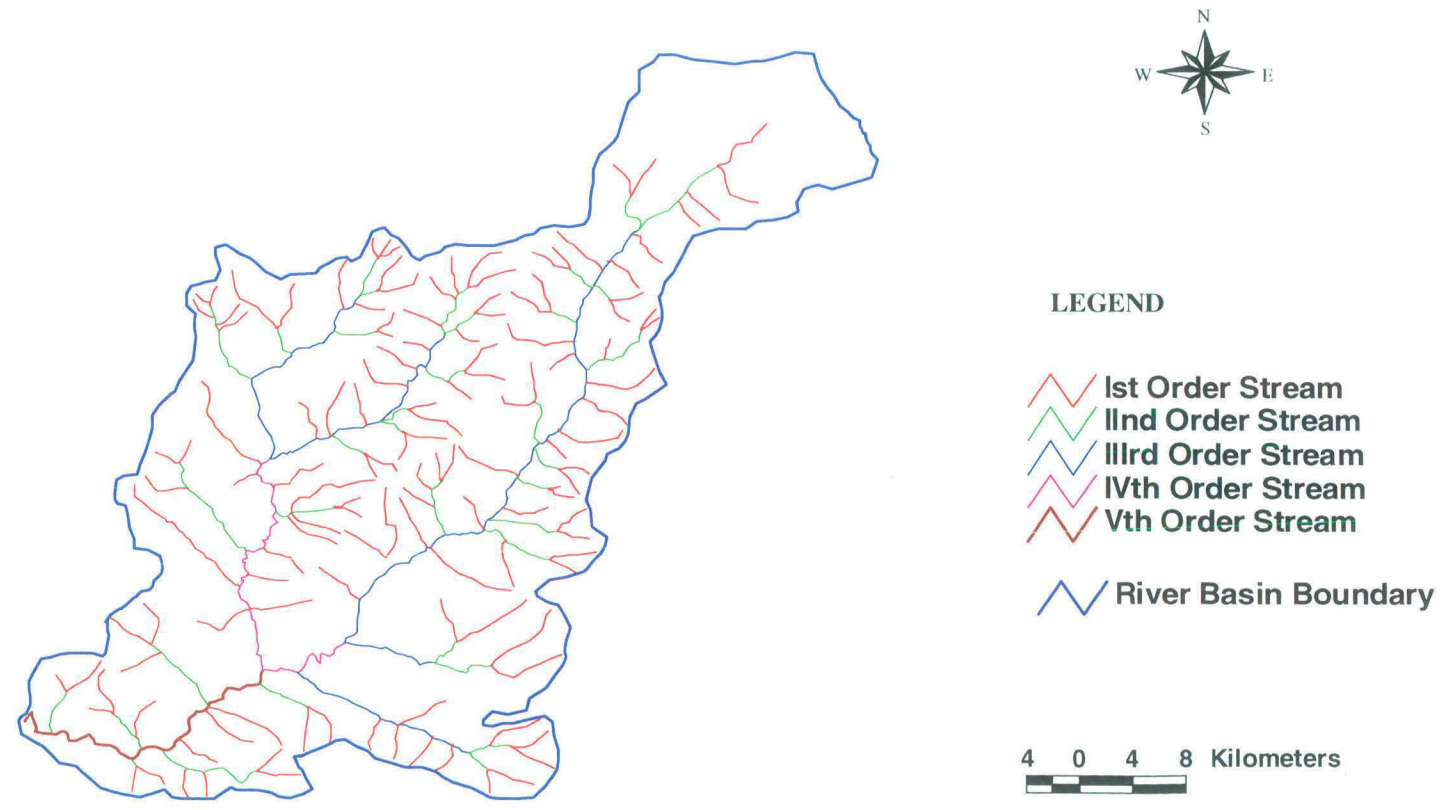 N
W E
S
LEGEND
Ist Order Stream
IInd Order Stream
IIIrd Order Stream
IVth Order Stream
Vth Order Stream
River Basin Boundary
4 0 4 8 Kilometers